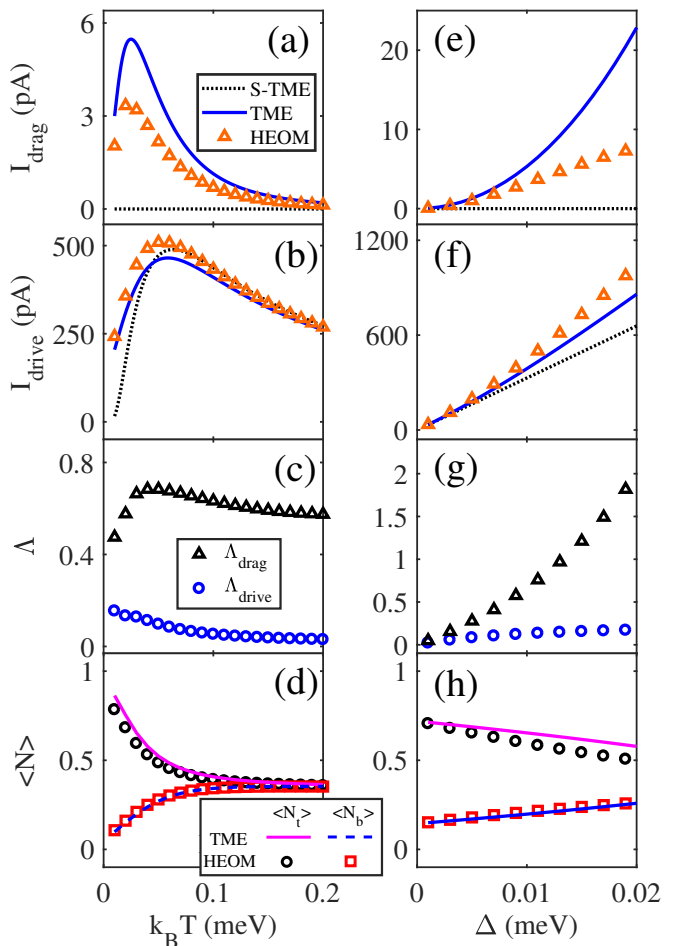 6
3
0
I_drag (pA)
(a)
S-TME
TME
HEOM
500
250
0
I_drive (pA)
(b)
0.8
0.4
0
Λ
(c)
Λ_drag
Λ_drive
1
0.5
0
<N>
(d)
0 0.1 0.2
k_B T (meV)
20
10
0
(e)
1200
600
0
(f)
2
1.5
1
0.5
0
(g)
1
0.5
0
(h)
<N_t> <N_b>
TME
HEOM
0 0.01 0.02
Δ (meV)